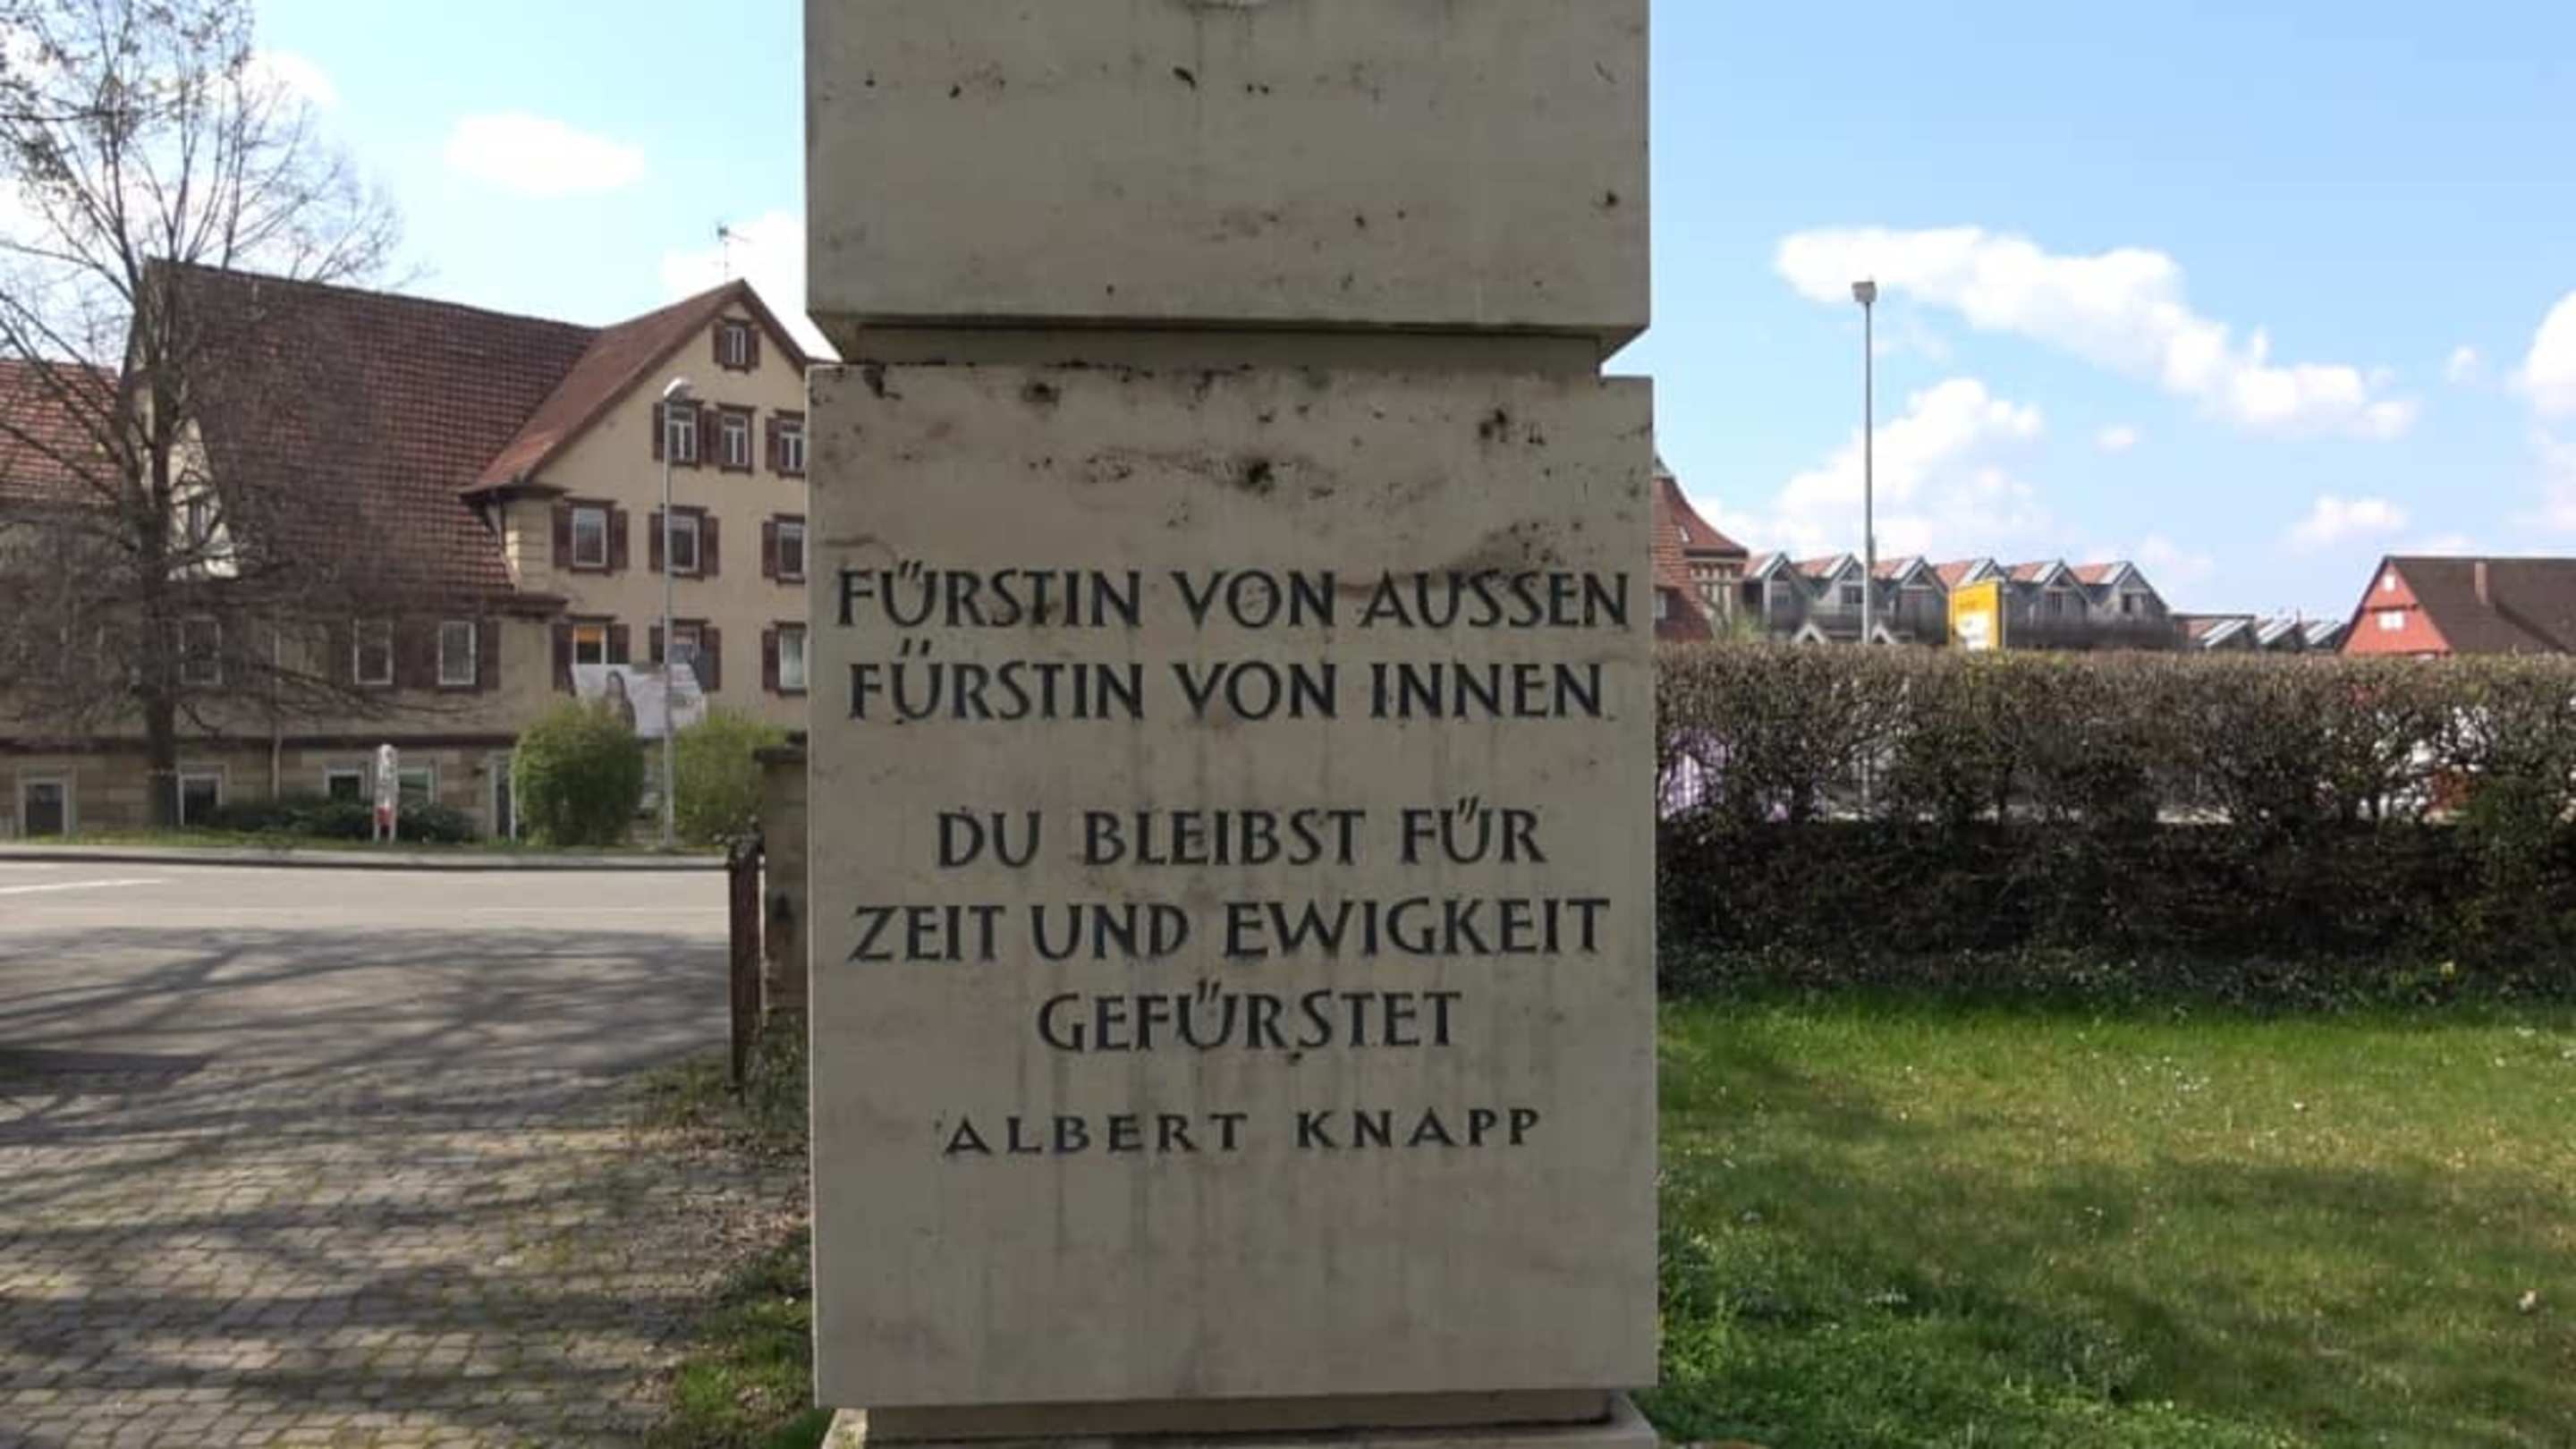 FÜRSTIN VON AUSSEN
FÜRSTIN VON INNEN
DU BLEIBST FÜR
ZEIT UND EWIGKEIT
GEFÜRSTET
ALBERT KNAPP